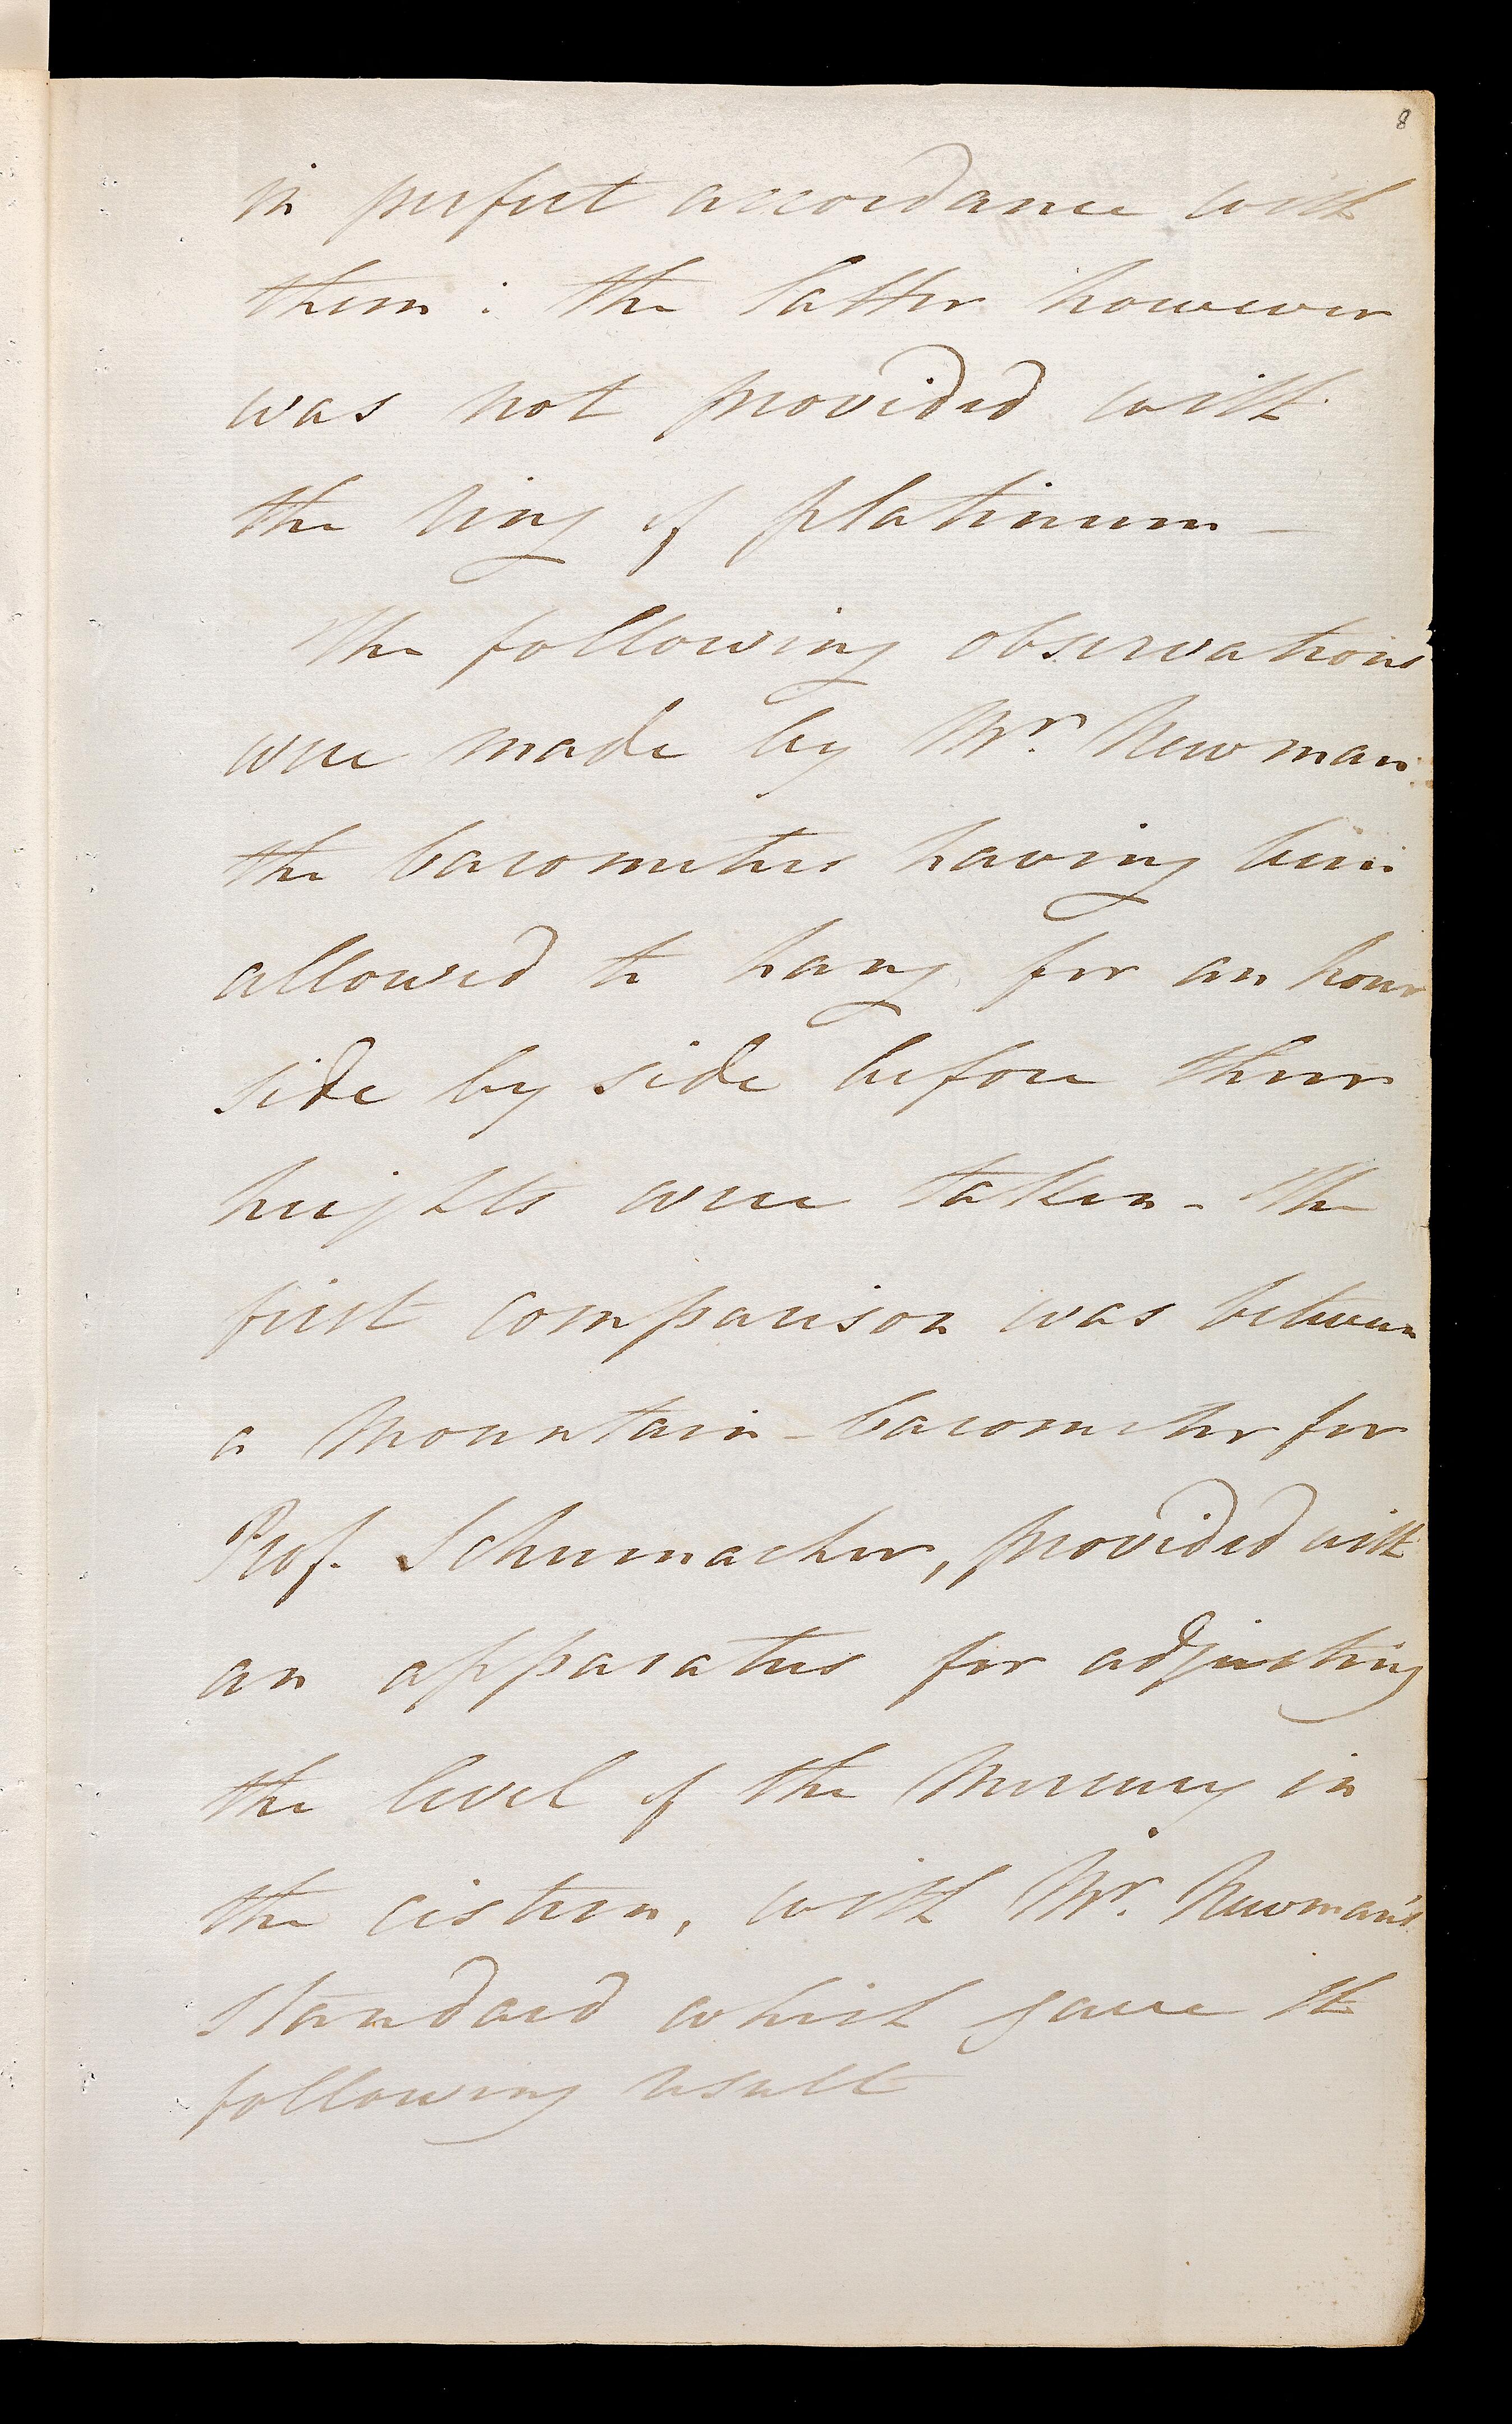 8
in perfect accordance with
them : the latter however
was not provided with
the ring of platinum —
The following observations
were made by Mr. Newman
the barometers having been
allowed to hang for an hour
side by side before their
heights were taken - The
first comparison was between
a Mountain - barometer for
Prof. Schumacher, provided with
an apparatus for adjusting
the level of the Mercury in
the cistern, with Mr. Newman's
standard which gave the
following result